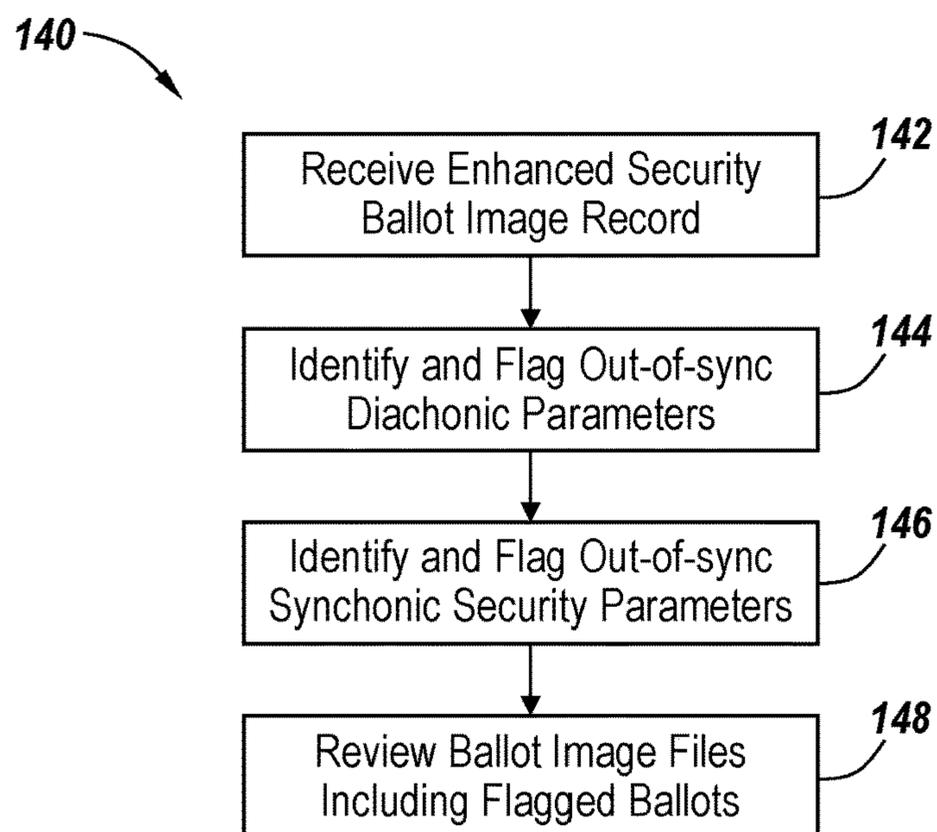 140
142
Receive Enhanced Security
Ballot Image Record
144
Identify and Flag Out-of-sync
Diachonic Parameters
146
Identify and Flag Out-of-sync
Synchonic Security Parameters
148
Review Ballot Image Files
Including Flagged Ballots